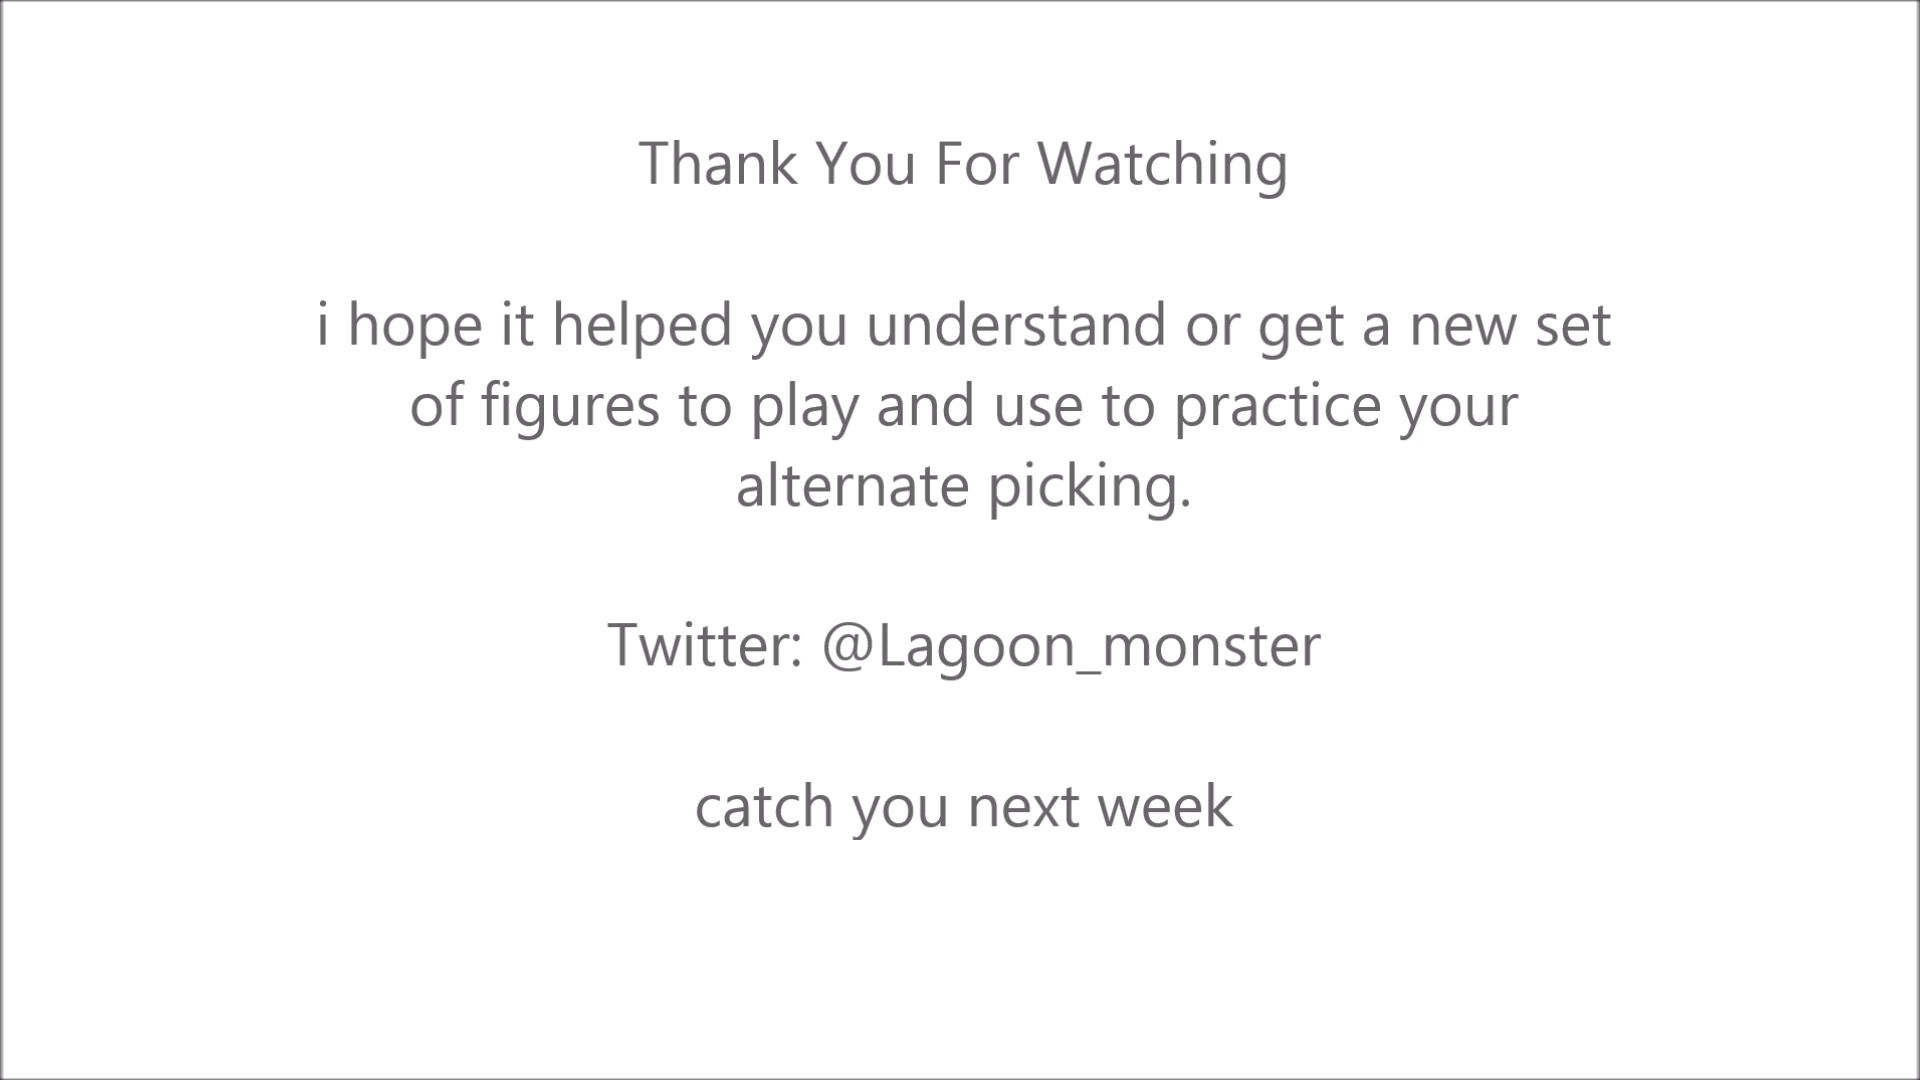 Thank You For Watching
i hope it helped you understand or get a new set
of figures to play and use to practice your
alternate picking.
Twitter: @Lagoon_monster
catch you next week